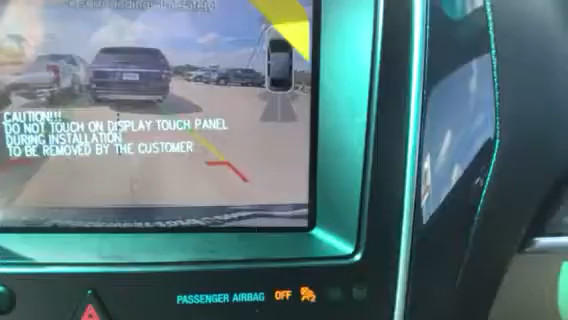 CAUTION!!!
DO NOT TOUCH ON DISPLAY TOUCH PANEL
DURING INSTALLATION
TO BE REMOVED BY THE CUSTOMER
PASSENGER AIRBAG OFF